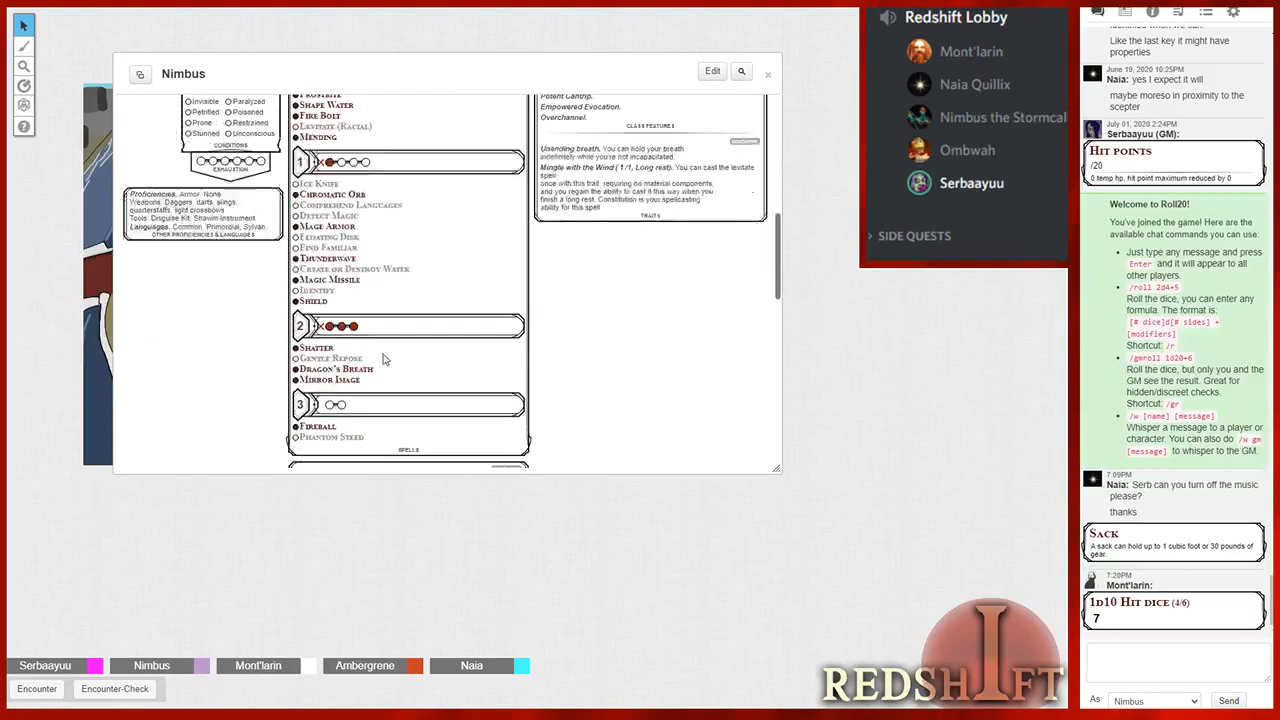 Nimbus
Edit
Invisible
Paralyzed
Petrified
Poisoned
Prone
Restrained
Stunned
Unconscious
CONDITIONS
EXHAUSTION
Proficiencies. Armor: None
Weapons: Daggers, darts, slings,
quarterstaffs, light crossbows
Tools: Disguise Kit, Shawm Instrument
Languages. Common, Primordial, Sylvan
OTHER PROFICIENCIES & LANGUAGES
FROSTBITE
SHAPE WATER
FIRE BOLT
LEVITATE (RACIAL)
MENDING
1
ICE KNIFE
CHROMATIC ORB
COMPREHEND LANGUAGES
DETECT MAGIC
MAGE ARMOR
FLOATING DISK
FIND FAMILIAR
THUNDERWAVE
CREATE OR DESTROY WATER
MAGIC MISSILE
IDENTIFY
SHIELD
2
SHATTER
GENTLE REPOSE
DRAGON'S BREATH
MIRROR IMAGE
3
FIREBALL
PHANTOM STEED
SPELLS
Potent Cantrip.
Empowered Evocation.
Overchannel.
CLASS FEATURES
Unending breath. You can hold your breath
indefinitely while you're not incapacitated.
Mingle with the Wind (1/1, Long rest). You can cast the levitate
spell
once with this trait, requiring no material components,
and you regain the ability to cast it this way when you
finish a long rest. Constitution is your spellcasting
ability for this spell
TRAITS
Redshift Lobby
Mont'larin
Naia Quillix
Nimbus the Stormcal
Ombwah
Serbaayuu
SIDE QUESTS
Like the last key it might have
properties
June 19, 2020 10:25PM
Naia: yes I expect it will
maybe moreso in proximity to the
scepter
July 01, 2020 2:24PM
Serbaayuu (GM):
HIT POINTS
/20
0 temp hp, hit point maximum reduced by 0
Welcome to Roll20!
You've joined the game! Here are the
available chat commands you can use:
Just type any message and press
Enter and it will appear to all
other players.
/roll 2d4+5
Roll the dice, you can enter any
formula. The format is:
[# dice]d[# sides] +
[modifiers]
Shortcut: /r
/gmroll 1d20+6
Roll the dice, but only you and the
GM see the result. Great for
hidden/discreet checks.
Shortcut: /gr
/w [name] [message]
Whisper a message to a player or
character. You can also do /w gm
[message] to whisper to the GM.
7:09PM
Naia: Serb can you turn off the music
please?
thanks
SACK
A sack can hold up to 1 cubic foot or 30 pounds of
gear.
7:20PM
Mont'larin:
1D10 HIT DICE (4/6)
7
As: Nimbus
Send
Serbaayuu
Nimbus
Mont'larin
Ambergrene
Naia
Encounter
Encounter-Check
REDSHIFT
I